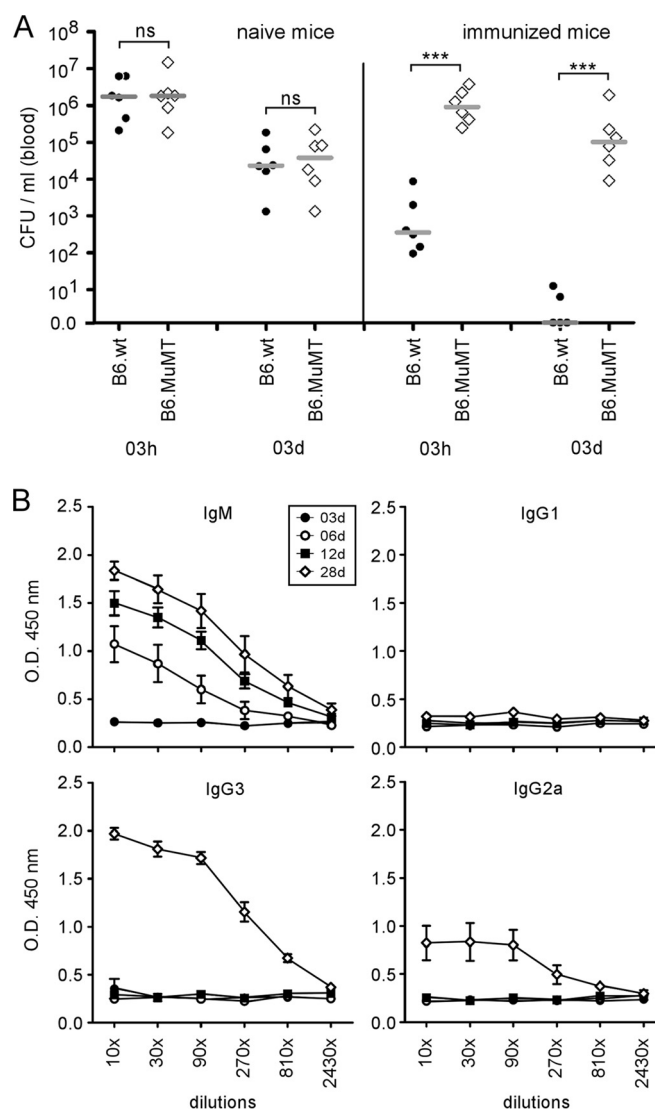 A
naive mice
immunized mice
ns
ns
***
***
CFU / ml (blood)
10^8
10^7
10^6
10^5
10^4
10^3
10^2
10^1
0.0
B6.wt
B6.MuMT
B6.wt
B6.MuMT
B6.wt
B6.MuMT
B6.wt
B6.MuMT
03h
03d
03h
03d
B
IgM
O.D. 450 nm
2.5
2.0
1.5
1.0
0.5
0.0
03d
06d
12d
28d
IgG1
2.5
2.0
1.5
1.0
0.5
0.0
IgG3
O.D. 450 nm
2.5
2.0
1.5
1.0
0.5
0.0
10x
30x
90x
270x
810x
2430x
dilutions
IgG2a
2.5
2.0
1.5
1.0
0.5
0.0
10x
30x
90x
270x
810x
2430x
dilutions